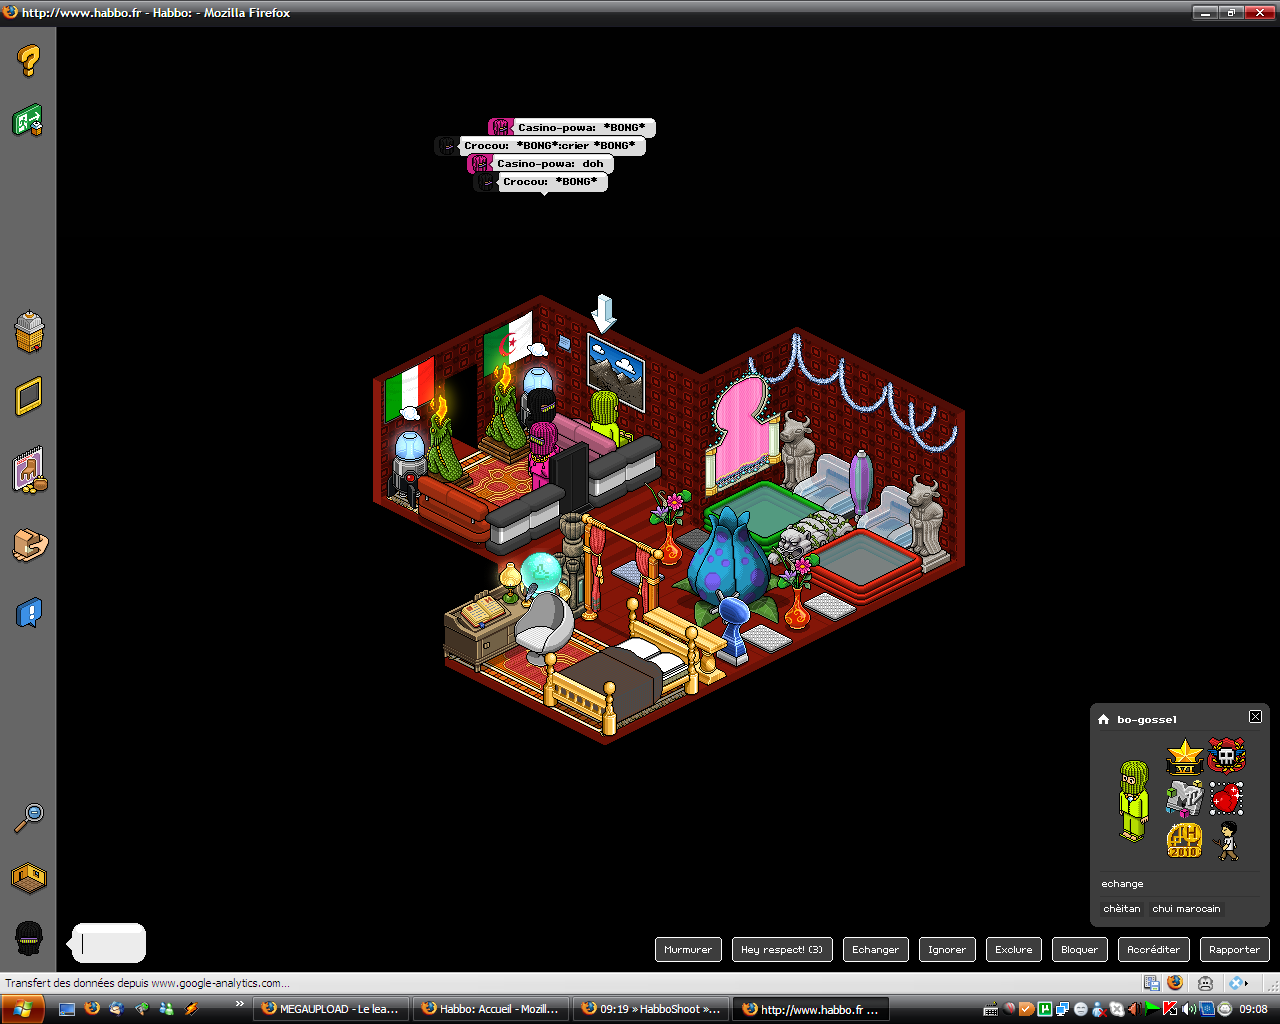 http://www.habbo.fr - Habbo: - Mozilla Firefox
Casino-powa: *BONG*
Crocou: *BONG*:crier *BONG*
Casino-powa: doh
Crocou: *BONG*
bo-gossel
VI
MTV
H
2010
echange
chèitan
chui marocain
Murmurer
Hey respect! (3)
Echanger
Ignorer
Exclure
Bloquer
Accréditer
Rapporter
Transfert des données depuis www.google-analytics.com...
MEGAUPLOAD - Le lea...
Habbo: Accueil - Mozill...
09:19 » HabboShoot »...
http://www.habbo.fr ...
09:08